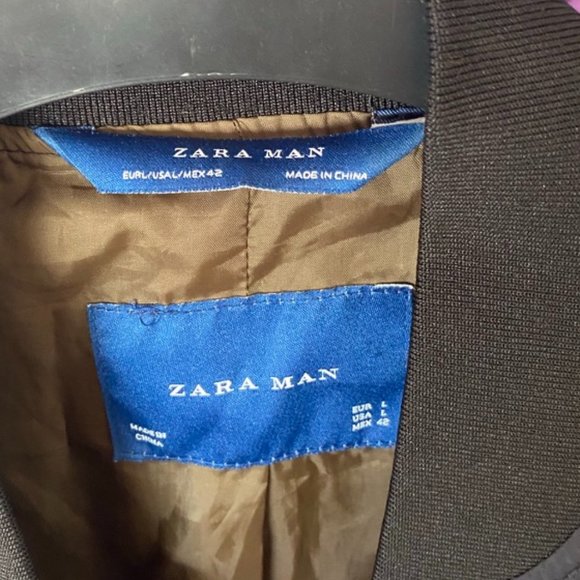 ZARA MAN
EURL/USAL/MEX42 MADE IN CHINA
ZARA MAN
MADE IN
CHINA
EUR L
USA L
MEX 42